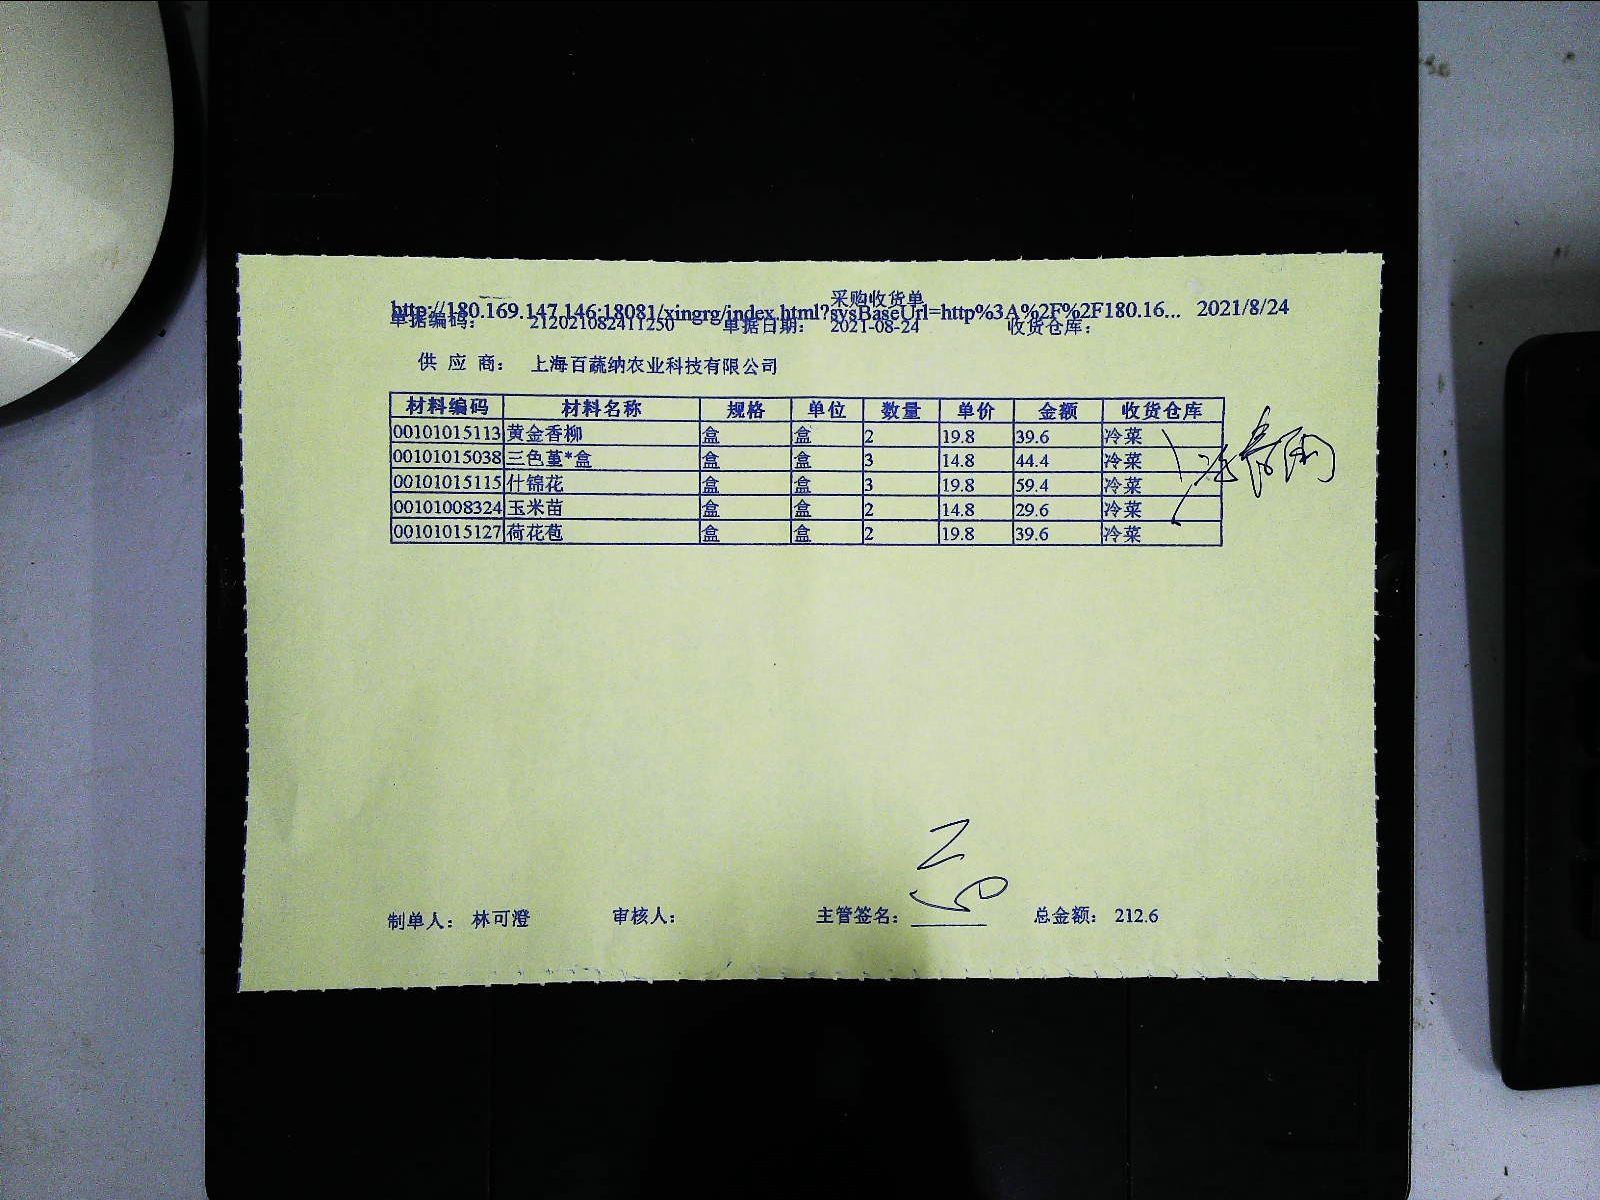 采购收货单
http://180.169.147.146:18081/xingrg/index.html?sysBaseUrl=http%3A%2F%2F180.16... 2021/8/24
单据编码： 212021082411250 单据日期： 2021-08-24 收货仓库：
供 应 商： 上海百蔬纳农业科技有限公司
材料编码 材料名称 规格 单位 数量 单价 金额 收货仓库
00101015113 黄金香柳 盒 盒 2 19.8 39.6 冷菜
00101015038 三色堇*盒 盒 盒 3 14.8 44.4 冷菜
00101015115 什锦花 盒 盒 3 19.8 59.4 冷菜
00101008324 玉米苗 盒 盒 2 14.8 29.6 冷菜
00101015127 荷花苞 盒 盒 2 19.8 39.6 冷菜
制单人： 林可澄 审核人： 主管签名： 总金额： 212.6